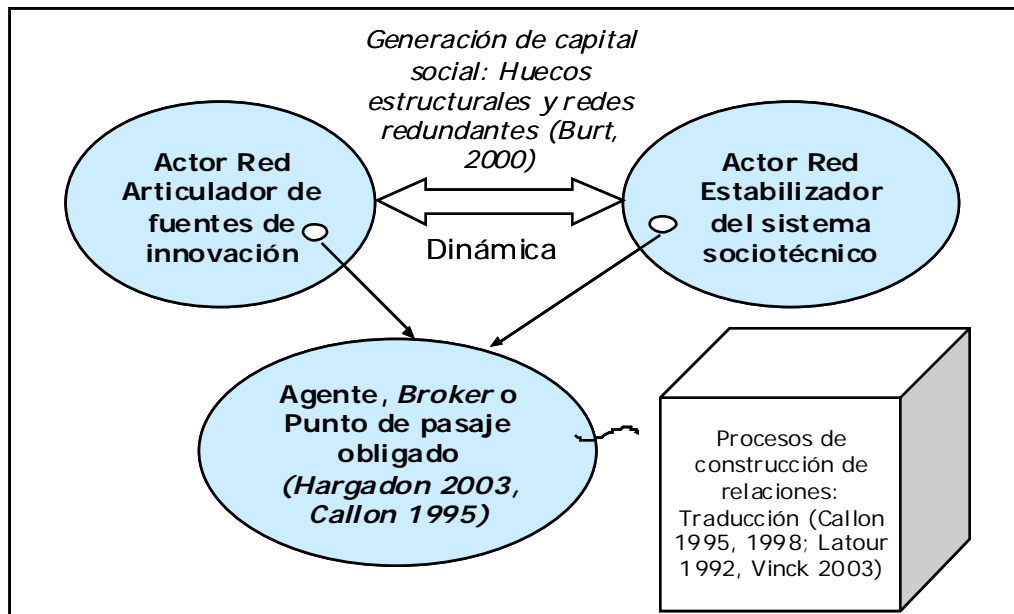 Generación de capital
social: Huecos
estructurales y redes
redundantes (Burt,
2000)
Actor Red
Articulador de
fuentes de
innovación
Actor Red
Estabilizador
del sistema
sociotécnico
Dinámica
Agente, Broker o
Punto de pasaje
obligado
(Hargadon 2003,
Callon 1995)
Procesos de
construcción de
relaciones:
Traducción (Callon
1995, 1998; Latour
1992, Vinck 2003)